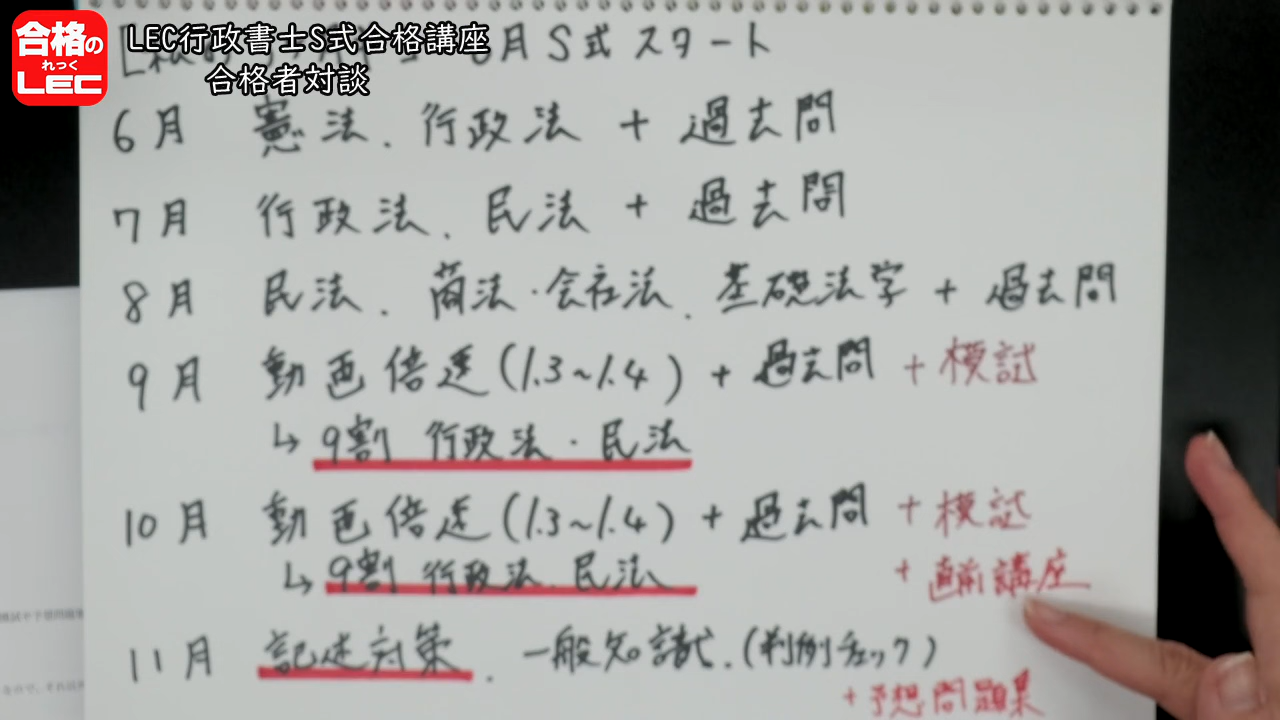 合格の
れっく
LEC
LEC行政書士S式合格講座
合格者対談
6月 S式 スタート
6月 憲法、行政法 + 過去問
7月 行政法、民法 + 過去問
8月 民法、商法・会社法、基礎法学 + 過去問
9月 動画倍速(1.3~1.4) + 過去問 + 模試
↳ 9割 行政法・民法
10月 動画倍速(1.3~1.4) + 過去問 + 模試
↳ 9割 行政法、民法 + 直前講座
11月 記述対策、一般知識、(判例チェック)
+ 予想問題集